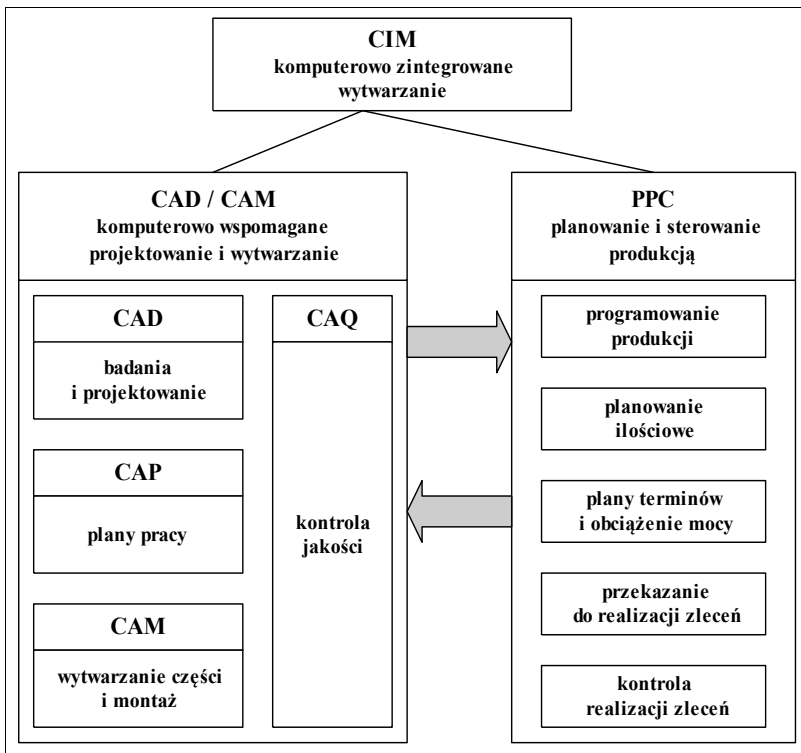 CIM
komputerowo zintegrowane
wytwarzanie
CAD / CAM
komputerowo wspomagane
projektowanie i wytwarzanie
CAD
badania
i projektowanie
CAP
plany pracy
CAM
wytwarzanie części
i montaż
CAQ
kontrola
jakości
PPC
planowanie i sterowanie
produkcją
programowanie
produkcji
planowanie
ilościowe
plany terminów
i obciążenie mocy
przekazanie
do realizacji zleceń
kontrola
realizacji zleceń